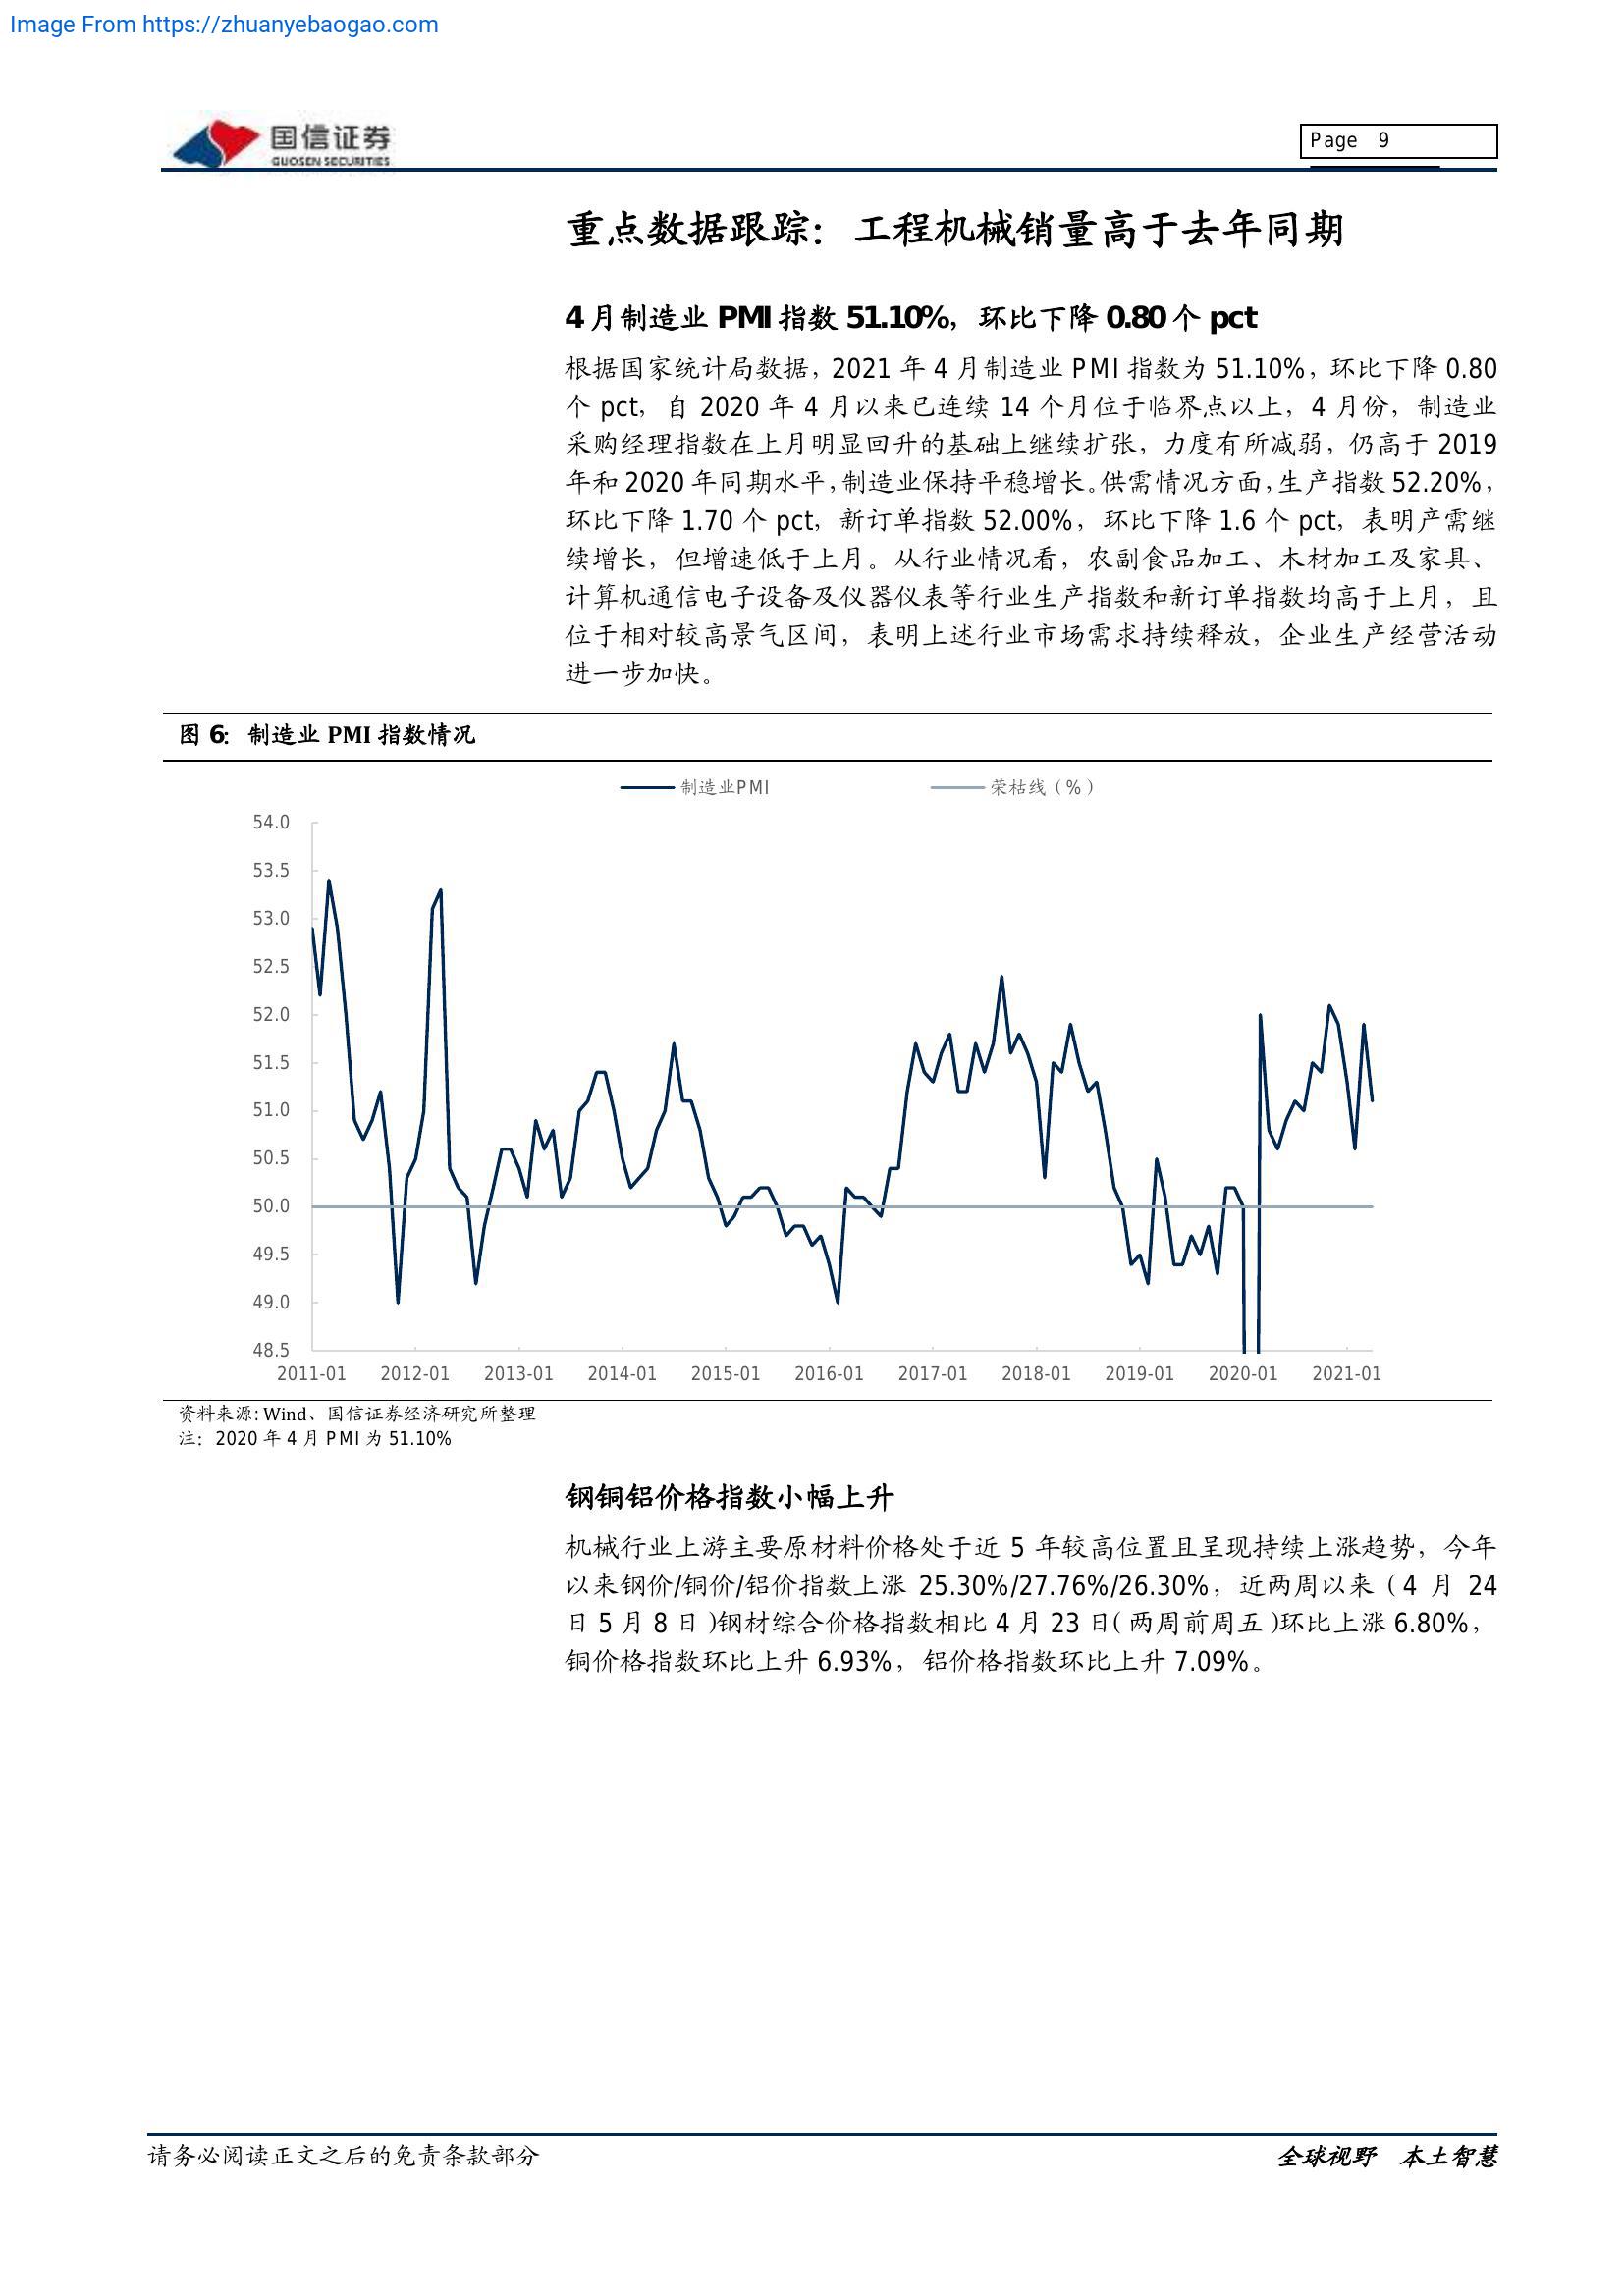 Image From https://zhuanyebaogao.com
国信证券
GUOSEN SECURITIES
Page 9
重点数据跟踪：工程机械销量高于去年同期
4 月制造业 PMI 指数 51.10%，环比下降 0.80 个 pct
根据国家统计局数据，2021 年 4 月制造业 PMI 指数为 51.10%，环比下降 0.80
个 pct，自 2020 年 4 月以来已连续 14 个月位于临界点以上，4 月份，制造业
采购经理指数在上月明显回升的基础上继续扩张，力度有所减弱，仍高于 2019
年和 2020 年同期水平，制造业保持平稳增长。供需情况方面，生产指数 52.20%，
环比下降 1.70 个 pct，新订单指数 52.00%，环比下降 1.6 个 pct，表明产需继
续增长，但增速低于上月。从行业情况看，农副食品加工、木材加工及家具、
计算机通信电子设备及仪器仪表等行业生产指数和新订单指数均高于上月，且
位于相对较高景气区间，表明上述行业市场需求持续释放，企业生产经营活动
进一步加快。
图 6：制造业 PMI 指数情况
制造业PMI 荣枯线（%）
54.0
53.5
53.0
52.5
52.0
51.5
51.0
50.5
50.0
49.5
49.0
48.5
2011-01 2012-01 2013-01 2014-01 2015-01 2016-01 2017-01 2018-01 2019-01 2020-01 2021-01
资料来源: Wind、国信证券经济研究所整理
注：2020 年 4 月 PMI 为 51.10%
钢铜铝价格指数小幅上升
机械行业上游主要原材料价格处于近 5 年较高位置且呈现持续上涨趋势，今年
以来钢价/铜价/铝价指数上涨 25.30%/27.76%/26.30%，近两周以来（4 月 24
日 5 月 8 日）钢材综合价格指数相比 4 月 23 日（两周前周五）环比上涨 6.80%，
铜价格指数环比上升 6.93%，铝价格指数环比上升 7.09%。
请务必阅读正文之后的免责条款部分
全球视野 本土智慧